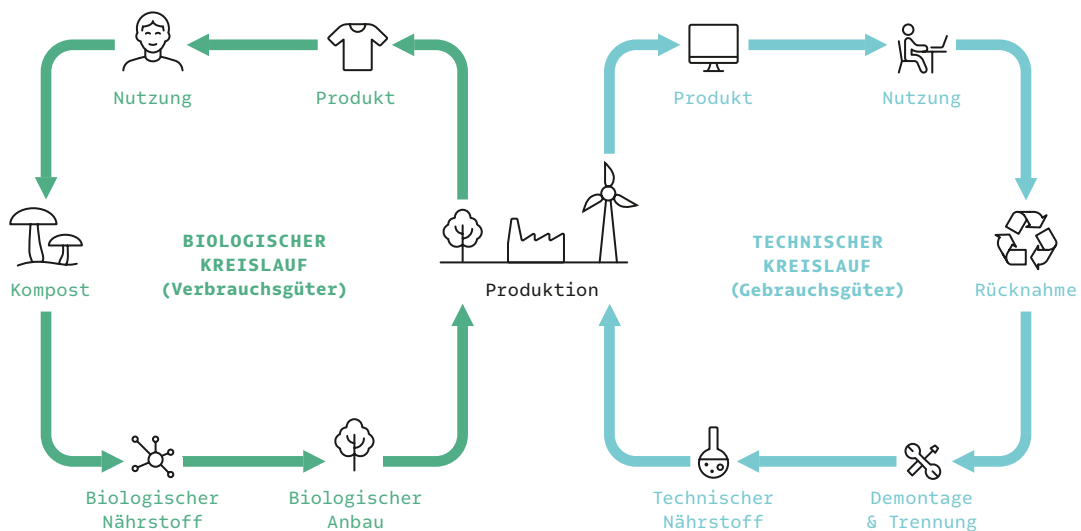 Nutzung
Produkt
Produkt
Nutzung
BIOLOGISCHER
KREISLAUF
(Verbrauchsgüter)
TECHNISCHER
KREISLAUF
(Gebrauchsgüter)
Kompost
Produktion
Rücknahme
Biologischer
Nährstoff
Biologischer
Anbau
Technischer
Nährstoff
Demontage
& Trennung